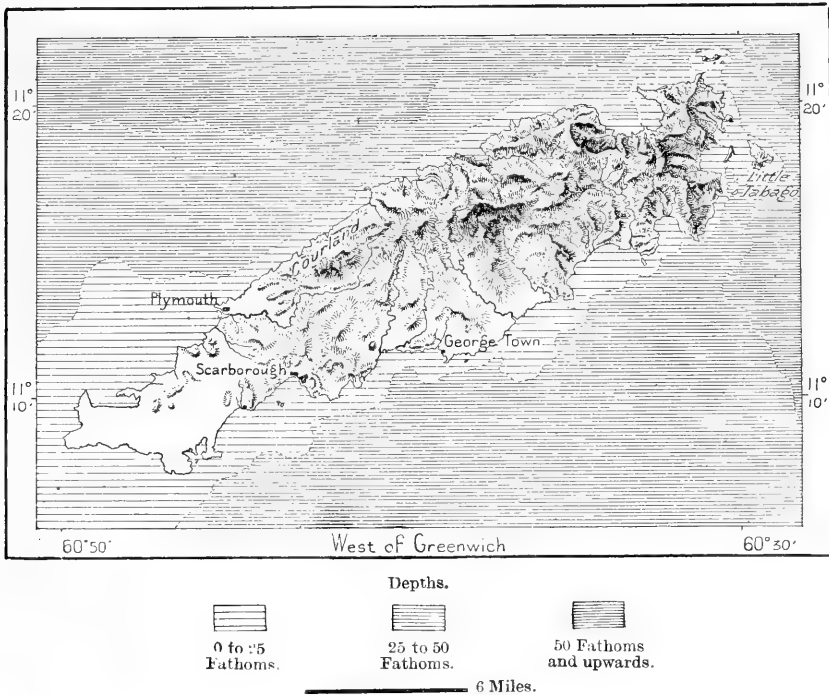 11°
20'
11°
20'
Little
Tabago
Courland
Plymouth
George Town
Scarborough
11°
10'
11°
10'
60°50'
West of Greenwich
60°30'
Depths.
0 to 25
Fathoms.
25 to 50
Fathoms.
50 Fathoms
and upwards.
6 Miles.